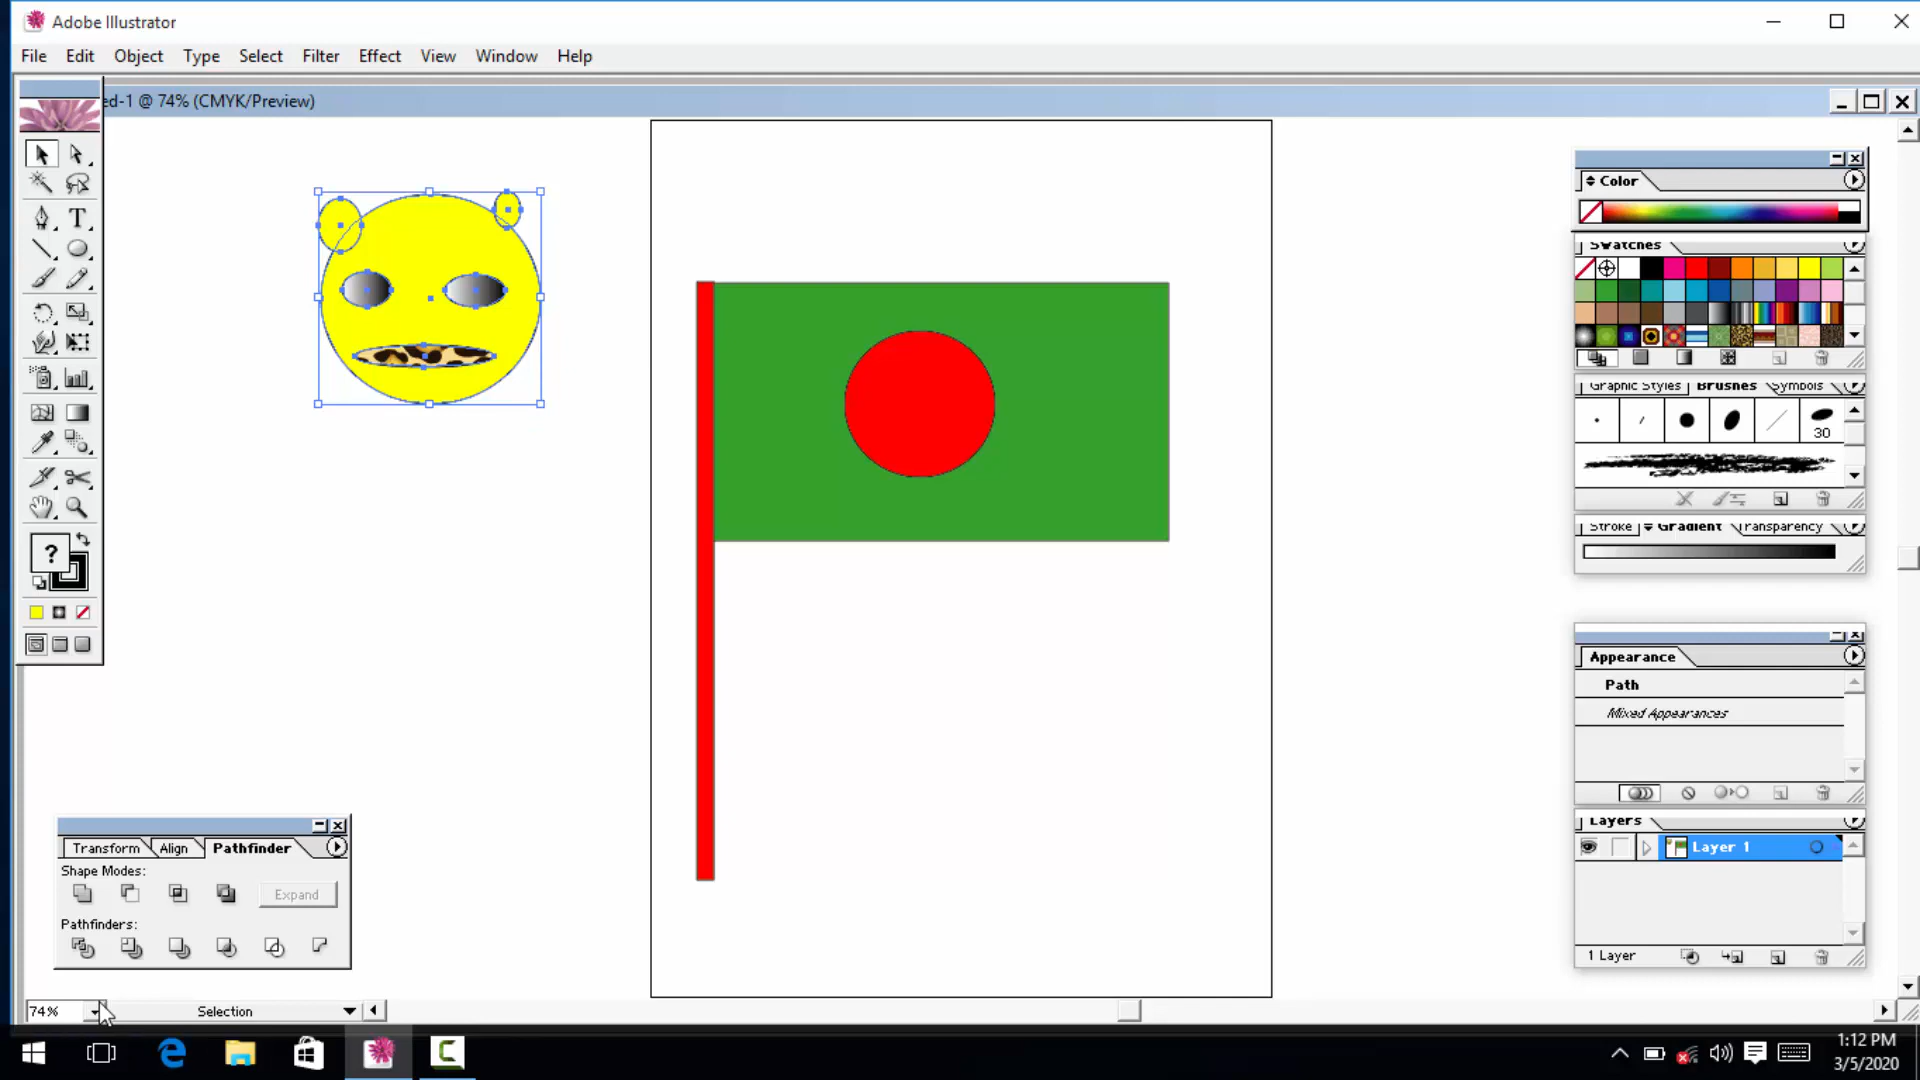 Adobe Illustrator
File Edit Object Type Select Filter Effect View Window Help
ed-1 @ 74% (CMYK/Preview)
Color
Swatches
Graphic Styles Brushes Symbols
30
Stroke Gradient Transparency
Appearance
Path
Mixed Appearances
Layers
Layer 1
1 Layer
T
?
Transform Align Pathfinder
Shape Modes:
Expand
Pathfinders:
74% Selection
1:12 PM
3/5/2020